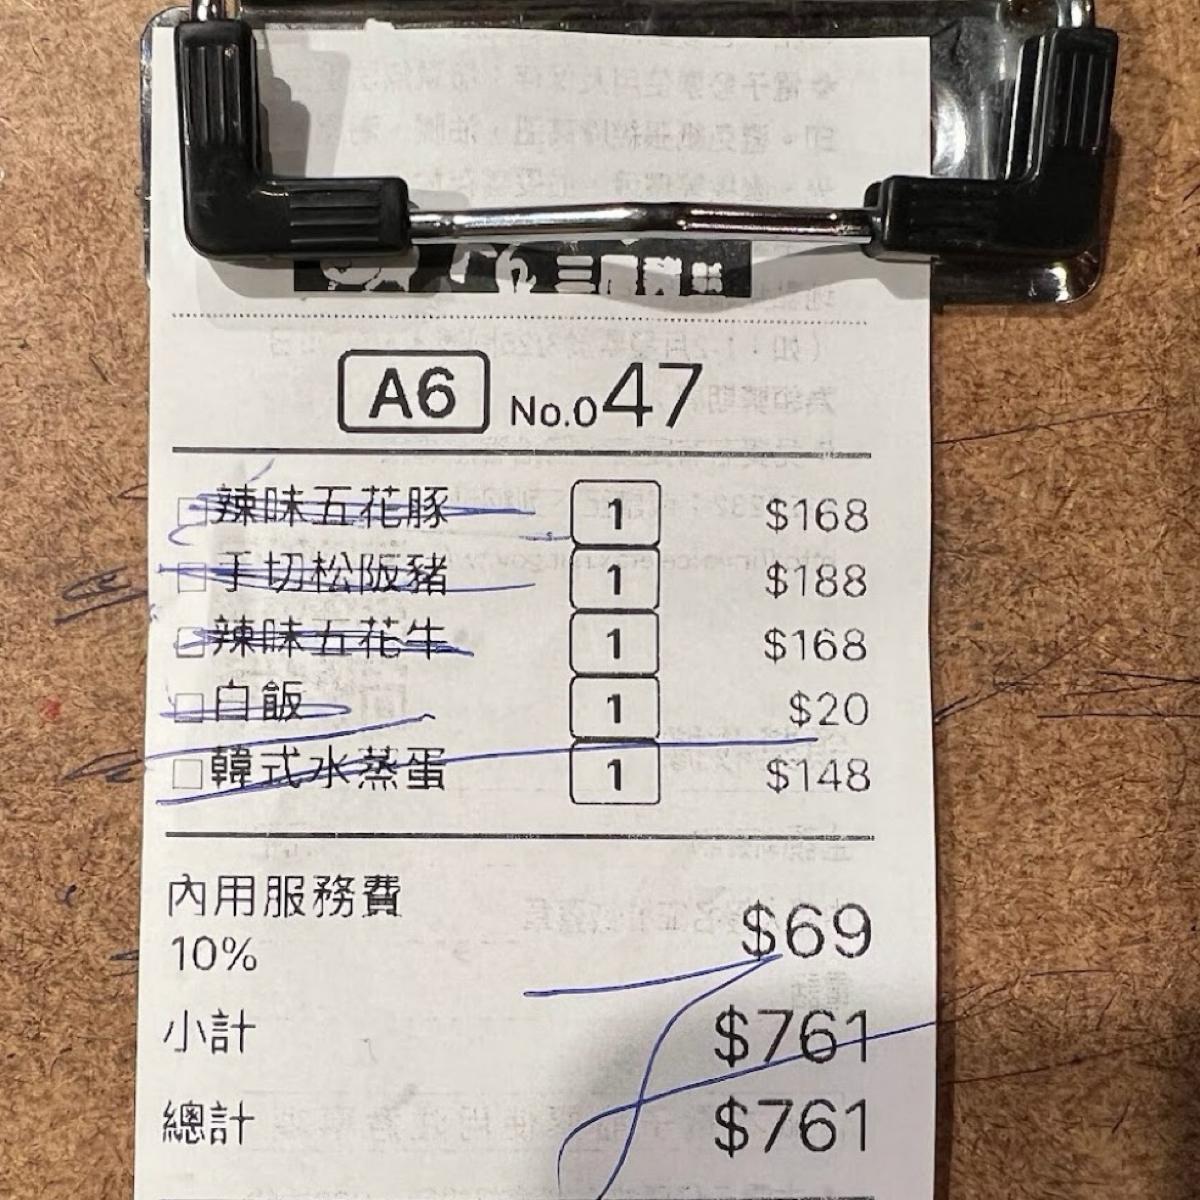 A6 No.047
□辣味五花豚 1 $168
□手切松阪豬 1 $188
□辣味五花牛 1 $168
□白飯 1 $20
□韓式水蒸蛋 1 $148
內用服務費 $69
10%
小計 $761
總計 $761